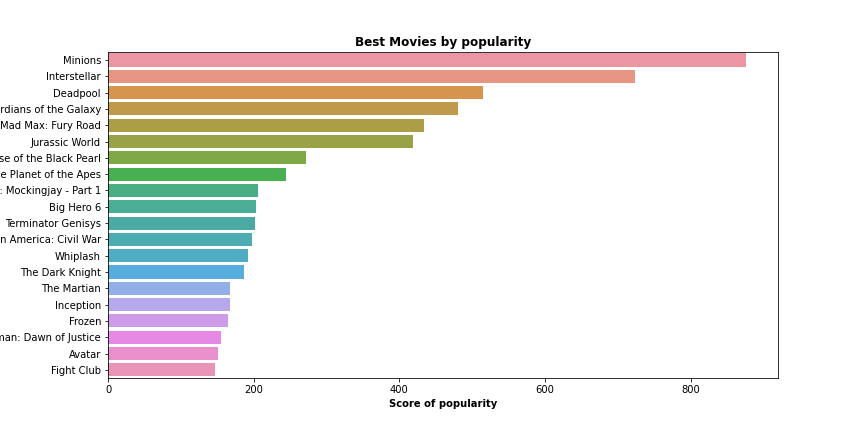 Best Movies by popularity
Minions
Interstellar
Deadpool
rdians of the Galaxy
Mad Max: Fury Road
Jurassic World
se of the Black Pearl
e Planet of the Apes
: Mockingjay - Part 1
Big Hero 6
Terminator Genisys
n America: Civil War
Whiplash
The Dark Knight
The Martian
Inception
Frozen
man: Dawn of Justice
Avatar
Fight Club
0 200 400 600 800
Score of popularity